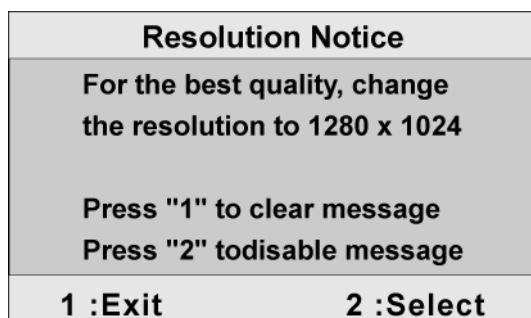 Resolution Notice
For the best quality, change
the resolution to 1280 x 1024
Press "1" to clear message
Press "2" todisable message
1 :Exit 2 :Select